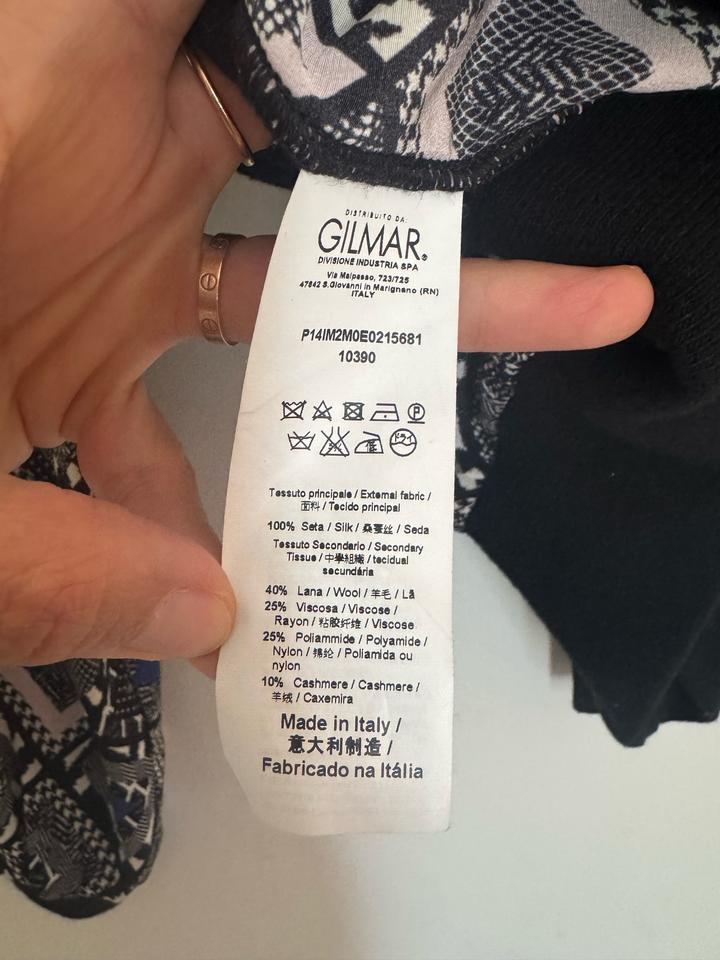 DISTRIBUITO DA:
GILMAR®
DIVISIONE INDUSTRIA SPA
Via Malpasso, 723/725
47842 S.Giovanni in Marignano (RN)
ITALY
P14IM2M0E0215681
10390
P
ドライ
Tessuto principale / External fabric /
面料 / Tecido principal
100% Seta / Silk / 桑蚕丝 / Seda
Tessuto Secondario / Secondary
Tissue / 中學組織 / tecidual
secundária
40% Lana / Wool / 羊毛 / Lã
25% Viscosa / Viscose /
Rayon / 粘胶纤维 / Viscose
25% Poliammide / Polyamide /
Nylon / 锦纶 / Poliamida ou
nylon
10% Cashmere / Cashmere /
羊绒 / Caxemira
Made in Italy /
意大利制造 /
Fabricado na Itália